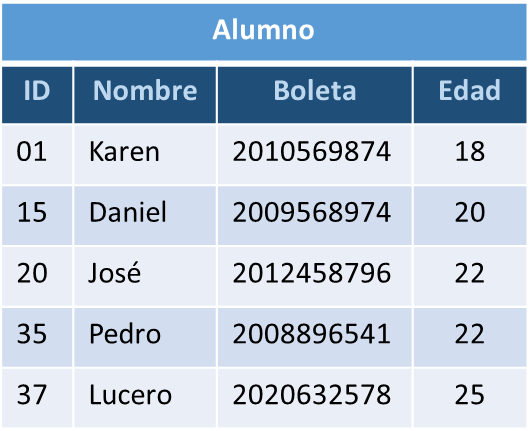 Alumno
ID Nombre Boleta Edad
01 Karen 2010569874 18
15 Daniel 2009568974 20
20 José 2012458796 22
35 Pedro 2008896541 22
37 Lucero 2020632578 25